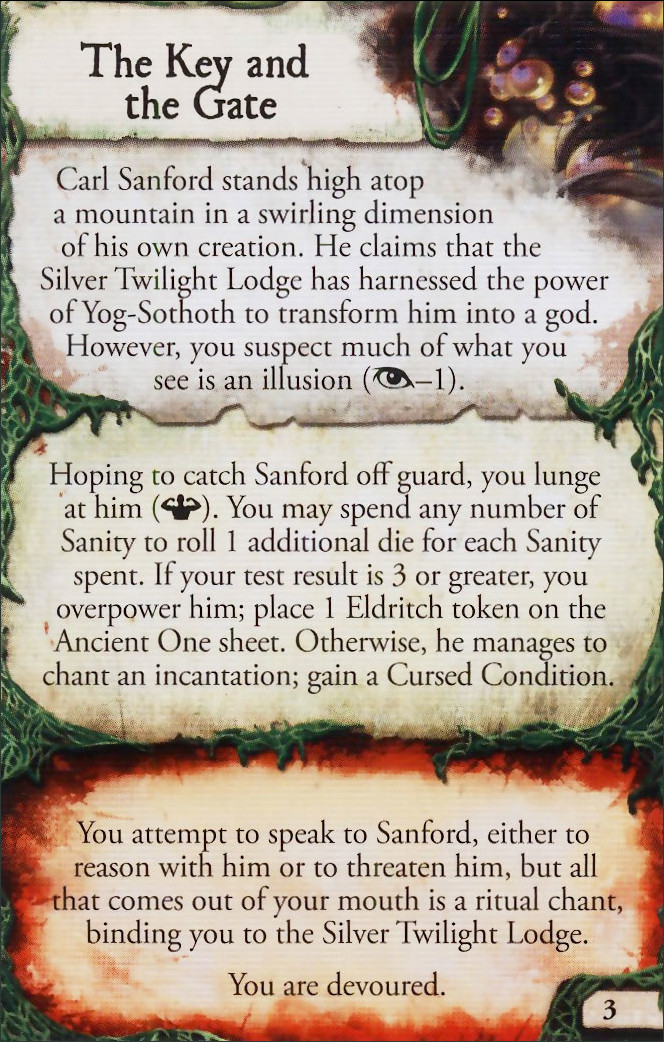 The Key and
the Gate
Carl Sanford stands high atop
a mountain in a swirling dimension
of his own creation. He claims that the
Silver Twilight Lodge has harnessed the power
of Yog-Sothoth to transform him into a god.
However, you suspect much of what you
see is an illusion (–1).
Hoping to catch Sanford off guard, you lunge
at him (). You may spend any number of
Sanity to roll 1 additional die for each Sanity
spent. If your test result is 3 or greater, you
overpower him; place 1 Eldritch token on the
Ancient One sheet. Otherwise, he manages to
chant an incantation; gain a Cursed Condition.
You attempt to speak to Sanford, either to
reason with him or to threaten him, but all
that comes out of your mouth is a ritual chant,
binding you to the Silver Twilight Lodge.
You are devoured.
3